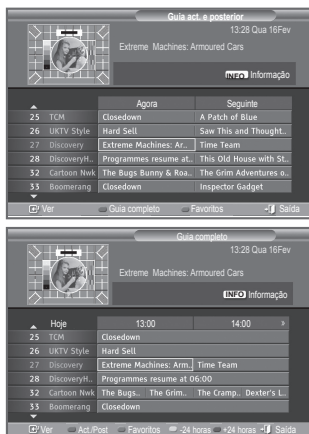 Guia act. e posterior
13:28 Qua 16Fev
Extreme Machines: Armoured Cars
INFO Informação
Agora Seguinte
25 TCM Closedown A Patch of Blue
26 UKTV Style Hard Sell Saw This and Thought..
27 Discovery Extreme Machines: Ar.. Time Team
28 DiscoveryH.. Programmes resume at.. This Old House with St..
32 Cartoon Nwk The Bugs Bunny & Roa.. The Grim Adventures o..
33 Boomerang Closedown Inspector Gadget
Ver Guia completo Favoritos Saída
Guia completo
13:28 Qua 16Fev
Extreme Machines: Armoured Cars
INFO Informação
Hoje 13:00 14:00 »
25 TCM Closedown
26 UKTV Style Hard Sell
27 Discovery Extreme Machines: Arm.. Time Team
28 DiscoveryH.. Programmes resume at 06:00
32 Cartoon Nwk The Bugs.. The Grim.. The Cramp.. Dexter's L..
33 Boomerang Closedown
Ver Act./Post Favoritos -24 horas +24 horas Saída